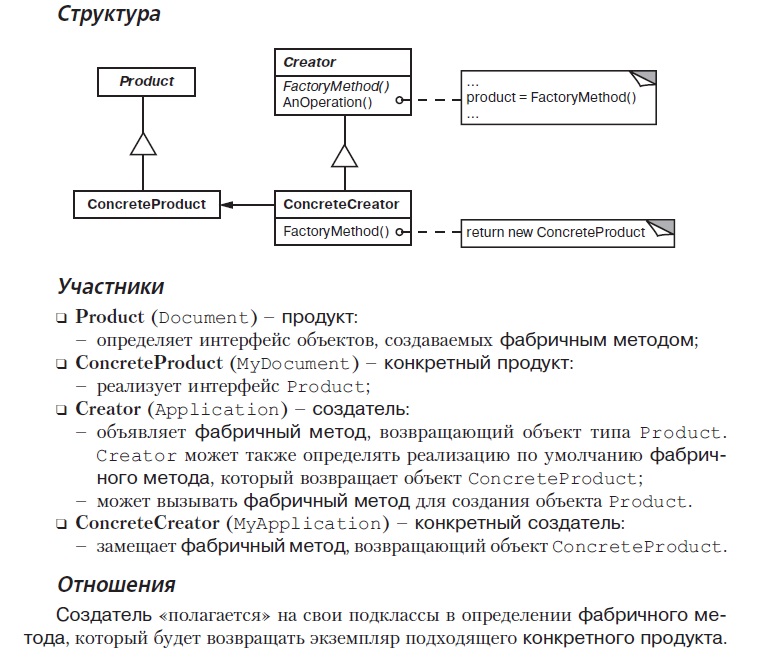 Структура
Product
Creator
FactoryMethod()
AnOperation()
...
product = FactoryMethod()
...
ConcreteProduct
ConcreteCreator
FactoryMethod()
return new ConcreteProduct
Участники
❑ Product (Document) – продукт:
– определяет интерфейс объектов, создаваемых фабричным методом;
❑ ConcreteProduct (MyDocument) – конкретный продукт:
– реализует интерфейс Product;
❑ Creator (Application) – создатель:
– объявляет фабричный метод, возвращающий объект типа Product.
Creator может также определять реализацию по умолчанию фабрич-
ного метода, который возвращает объект ConcreteProduct;
– может вызывать фабричный метод для создания объекта Product.
❑ ConcreteCreator (MyApplication) – конкретный создатель:
– замещает фабричный метод, возвращающий объект ConcreteProduct.
Отношения
Создатель «полагается» на свои подклассы в определении фабричного ме-
тода, который будет возвращать экземпляр подходящего конкретного продукта.